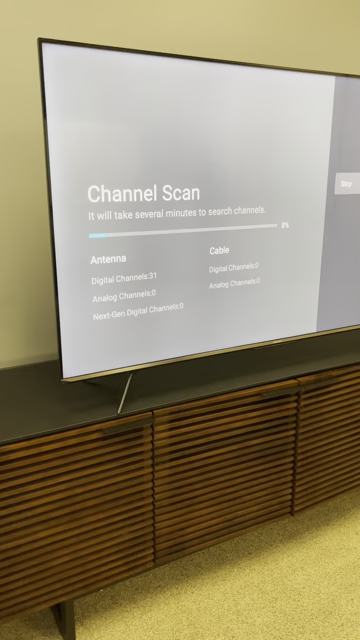 Channel Scan
It will take several minutes to search channels.
Antenna
Digital Channels:31
Analog Channels:0
Next-Gen Digital Channels:0
Cable
Digital Channels:0
Analog Channels:0
Stop